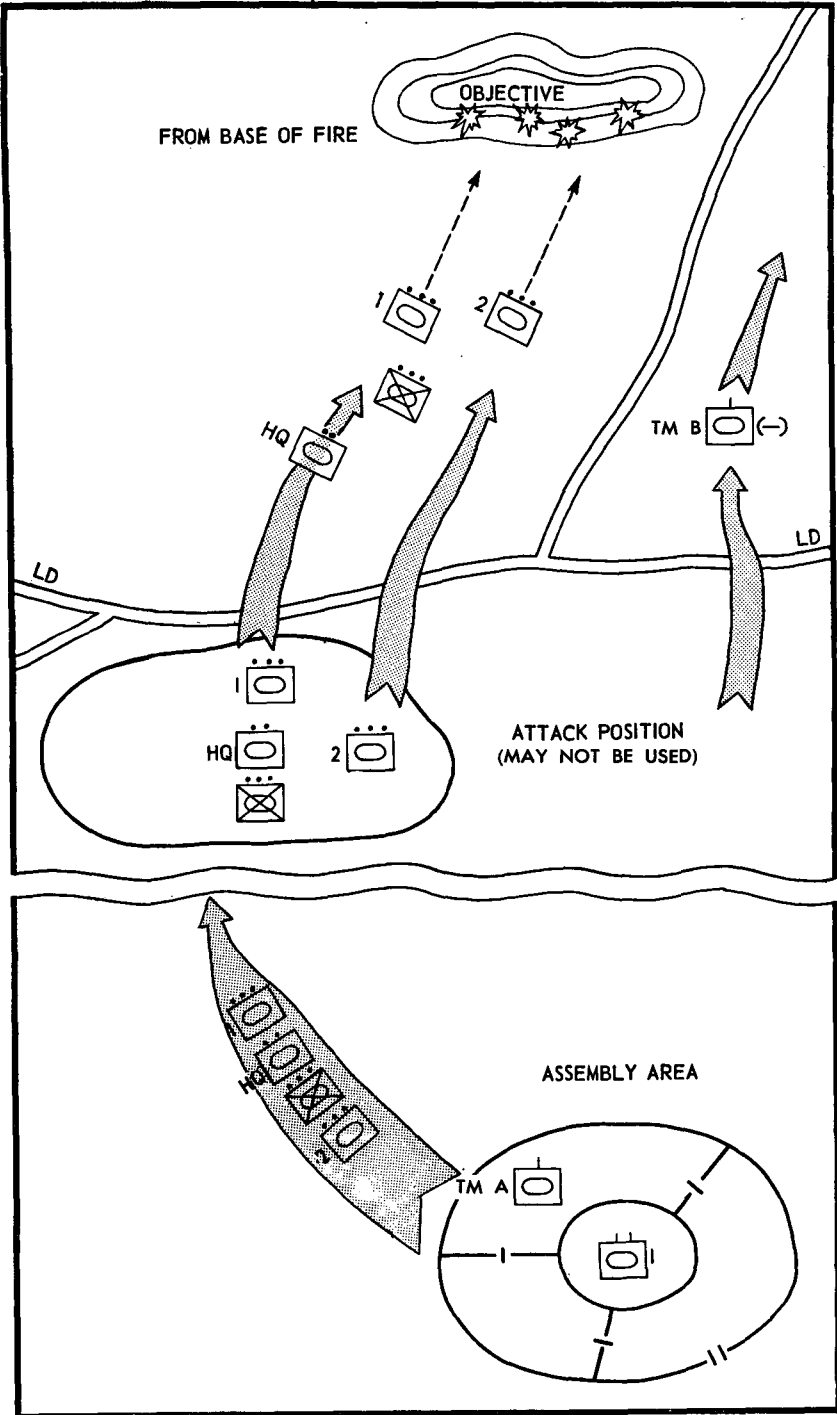 OBJECTIVE
FROM BASE OF FIRE
1
2
HQ
TM B
(—)
LD
LD
1
HQ
2
ATTACK POSITION
(MAY NOT BE USED)
1
HQ
2
ASSEMBLY AREA
TM A